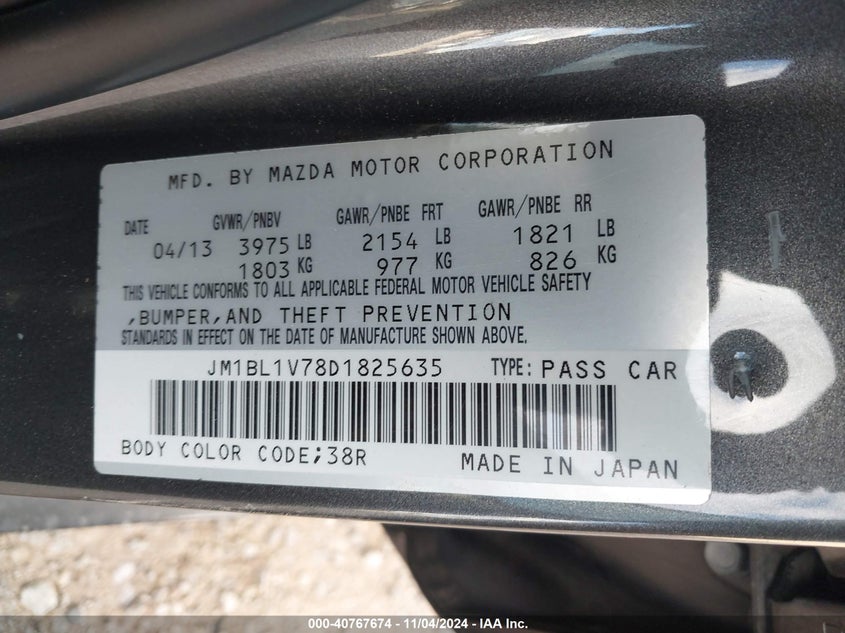 MFD. BY MAZDA MOTOR CORPORATION
DATE GVWR/PNBV GAWR/PNBE FRT GAWR/PNBE RR
04/13 3975 LB 2154 LB 1821 LB
1803 KG 977 KG 826 KG
THIS VEHICLE CONFORMS TO ALL APPLICABLE FEDERAL MOTOR VEHICLE SAFETY
,BUMPER,AND THEFT PREVENTION
STANDARDS IN EFFECT ON THE DATE OF MANUFACTURE SHOWN ABOVE.
JM1BL1V78D1825635 TYPE: PASS CAR
BODY COLOR CODE;38R MADE IN JAPAN
000-40767674 - 11/04/2024 - IAA Inc.